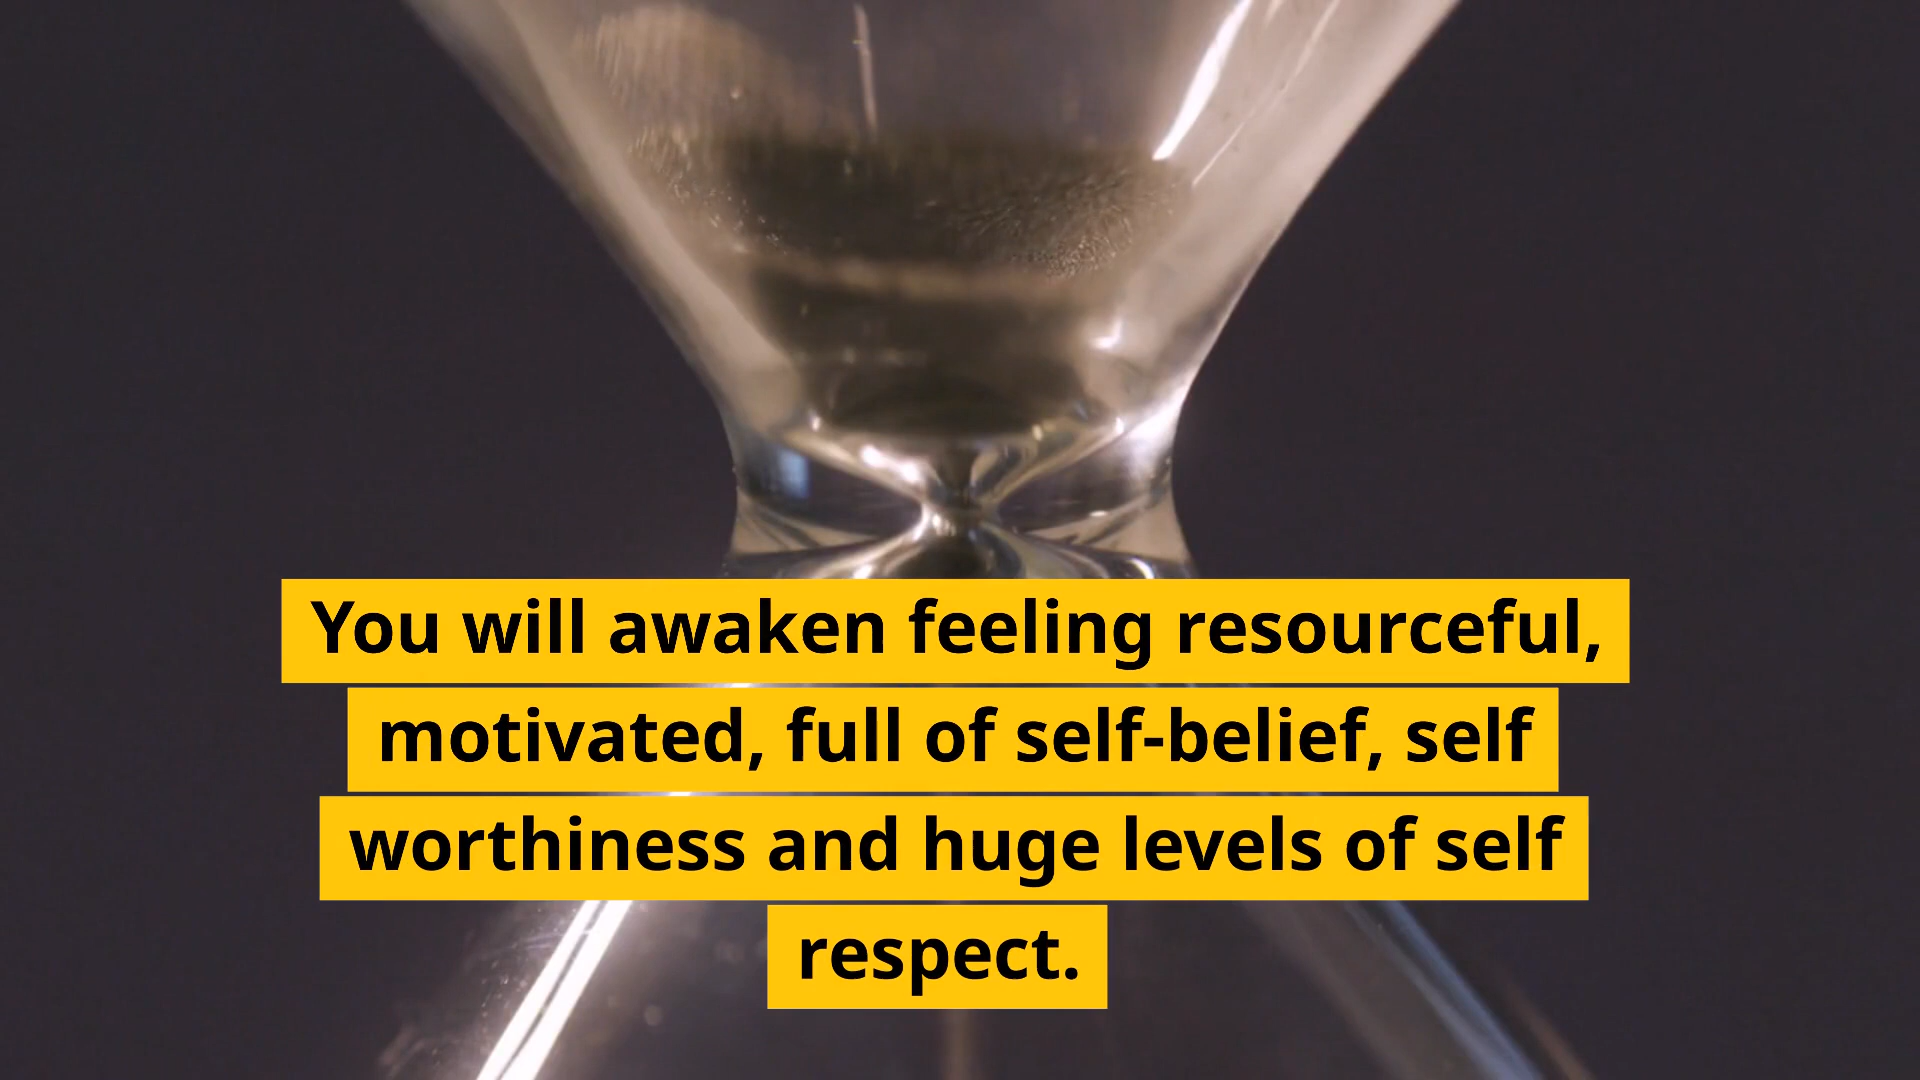 You will awaken feeling resourceful,
motivated, full of self-belief, self
worthiness and huge levels of self
respect.